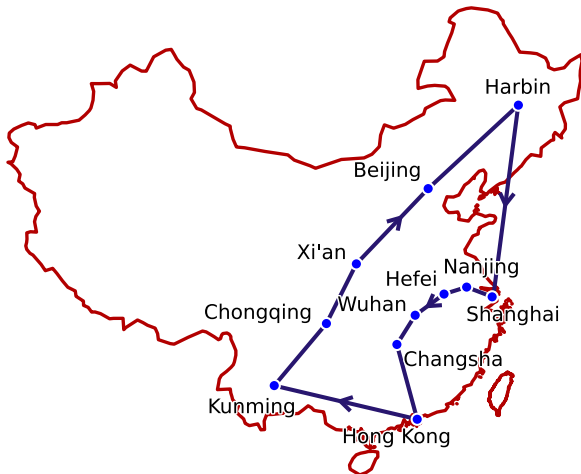 Harbin
Beijing
Xi'an
Nanjing
Hefei
Wuhan
Chongqing
Shanghai
Changsha
Kunming
Hong Kong